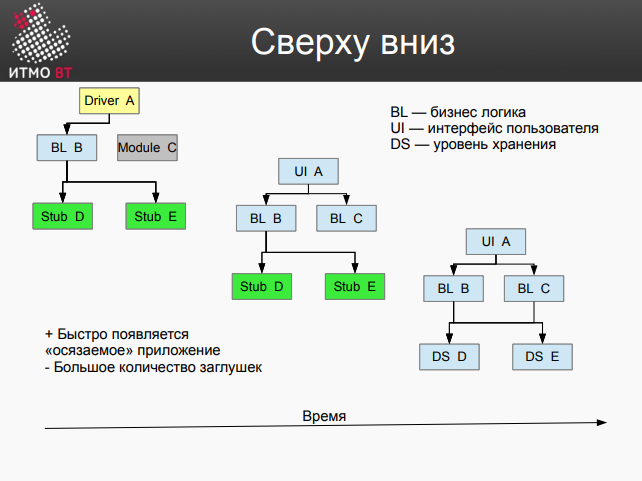 ИТМО ВТ
Сверху вниз
Driver A
BL B
Module C
Stub D
Stub E
BL — бизнес логика
UI — интерфейс пользователя
DS — уровень хранения
UI A
BL B
BL C
Stub D
Stub E
UI A
BL B
BL C
DS D
DS E
+ Быстро появляется
«осязаемое» приложение
- Большое количество заглушек
Время